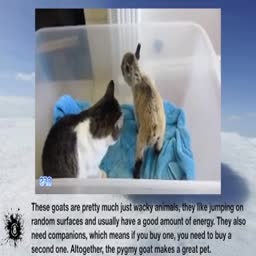 These goats are pretty much just wacky animals, they like jumping on
random surfaces and usually have a good amount of energy. They also
need companions, which means if you buy one, you need to buy a
second one. Altogether, the pygmy goat makes a great pet.